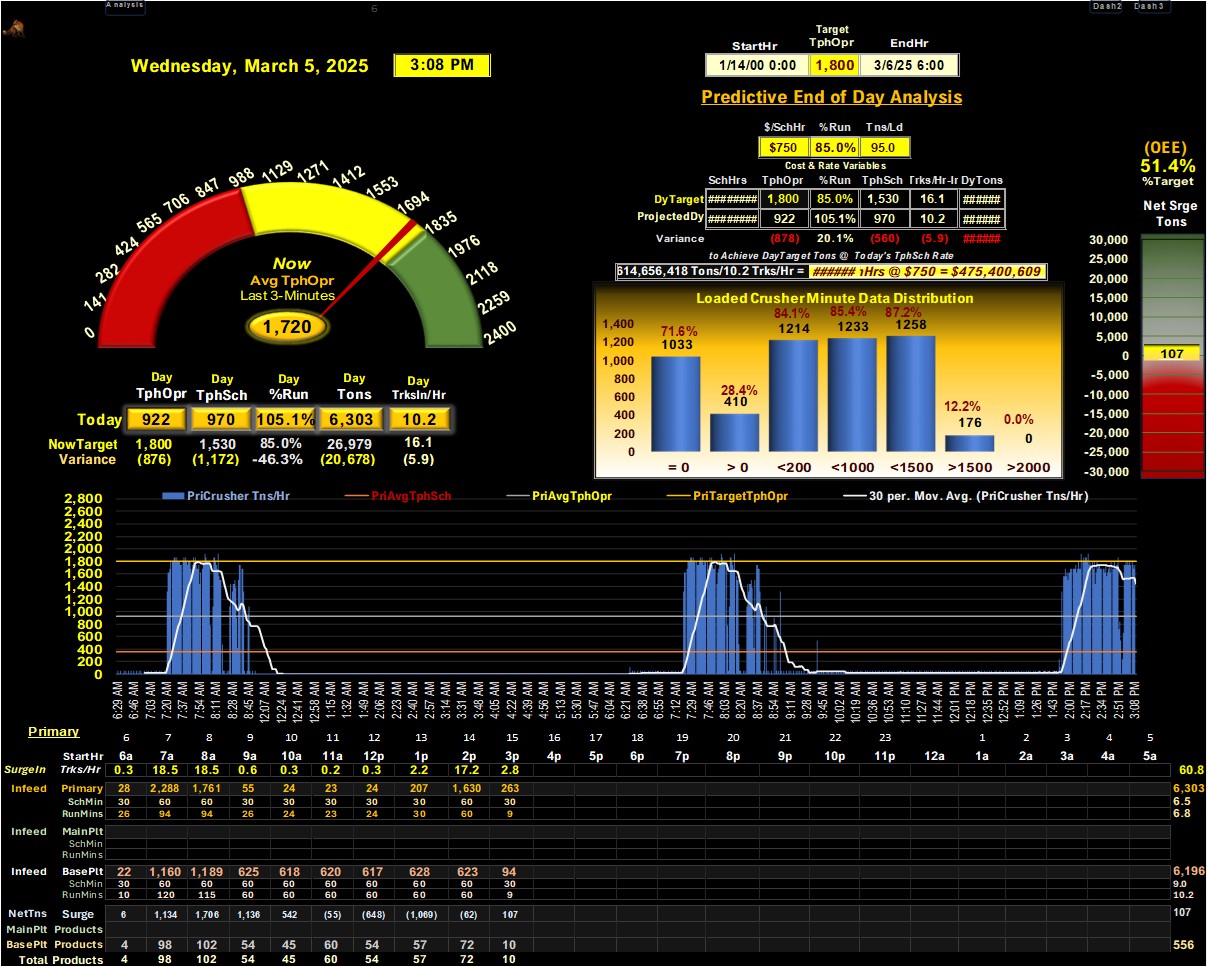 Analysis
6
Dash2 Dash3
Wednesday, March 5, 2025 3:08 PM
StartHr Target TphOpr EndHr
1/14/00 0:00 1,800 3/6/25 6:00
Predictive End of Day Analysis
$/SchHr %Run Tns/Ld
$750 85.0% 95.0
Cost & Rate Variables
SchHrs TphOpr %Run TphSch Trks/Hr-Ir DyTons
DyTarget ######## 1,800 85.0% 1,530 16.1 ######
ProjectedDy ######## 922 105.1% 970 10.2 ######
Variance (878) 20.1% (560) (5.9) ######
to Achieve DayTarget Tons @ Today's TphSch Rate
614,656,418 Tons/10.2 Trks/Hr = ###### Hrs @ $750 = $475,400,609
(OEE)
51.4%
%Target
Net Srge
Tons
30,000
25,000
20,000
15,000
10,000
5,000
0
-5,000
-10,000
-15,000
-20,000
-25,000
-30,000
107
0 141 282 424 565 706 847 988 1129 1271 1412 1553 1694 1835 1976 2118 2259 2400
Now
Avg TphOpr
Last 3-Minutes
1,720
Day Day Day Day Day
TphOpr TphSch %Run Tons TrksIn/Hr
Today 922 970 105.1% 6,303 10.2
NowTarget 1,800 1,530 85.0% 26,979 16.1
Variance (876) (1,172) -46.3% (20,678) (5.9)
Loaded Crusher Minute Data Distribution
1,400
1,200
1,000
800
600
400
200
0
71.6% 28.4% 84.1% 85.4% 87.2% 12.2% 0.0%
1033 410 1214 1233 1258 176 0
= 0 > 0 <200 <1000 <1500 >1500 >2000
PriCrusher Tns/Hr PriAvgTphSch PriAvgTphOpr PriTargetTphOpr 30 per. Mov. Avg. (PriCrusher Tns/Hr)
2,800
2,600
2,400
2,200
2,000
1,800
1,600
1,400
1,200
1,000
800
600
400
200
0
6:29 AM 6:46 AM 7:03 AM 7:20 AM 7:37 AM 7:54 AM 8:11 AM 8:28 AM 8:45 AM 12:07 AM 12:24 AM 12:41 AM 12:58 AM 1:15 AM 1:32 AM 1:49 AM 2:06 AM 2:23 AM 2:40 AM 2:57 AM 3:14 AM 3:31 AM 3:48 AM 4:05 AM 4:22 AM 4:39 AM 4:56 AM 5:13 AM 5:30 AM 5:47 AM 6:04 AM 6:21 AM 6:38 AM 6:55 AM 7:12 AM 7:29 AM 7:46 AM 8:03 AM 8:20 AM 8:37 AM 8:54 AM 9:11 AM 9:28 AM 9:45 AM 10:02 AM 10:19 AM 10:36 AM 10:53 AM 11:10 AM 11:27 AM 11:44 AM 12:01 PM 12:18 PM 12:35 PM 12:52 PM 1:09 PM 1:26 PM 1:43 PM 2:00 PM 2:17 PM 2:34 PM 2:51 PM 3:08 PM
Primary
6 7 8 9 10 11 12 13 14 15 16 17 18 19 20 21 22 23 1 2 3 4 5
StartHr 6a 7a 8a 9a 10a 11a 12p 1p 2p 3p 4p 5p 6p 7p 8p 9p 10p 11p 12a 1a 2a 3a 4a 5a
SurgeIn Trks/Hr 0.3 18.5 18.5 0.6 0.3 0.2 0.3 2.2 17.2 2.8 60.8
Infeed Primary 28 2,288 1,761 55 24 23 24 207 1,630 263 6,303
SchMin 30 60 60 30 30 30 30 30 60 30 6.5
RunMins 26 94 94 26 24 23 24 30 60 9 6.8
Infeed MainPlt
SchMin
RunMins
Infeed BasePlt 22 1,160 1,189 625 618 620 617 628 623 94 6,196
SchMin 30 60 60 60 60 60 60 60 60 30 9.0
RunMins 10 120 115 60 60 60 60 60 60 9 10.2
NetTns Surge 6 1,134 1,706 1,136 542 (55) (648) (1,069) (62) 107 107
MainPlt Products
BasePlt Products 4 98 102 54 45 60 54 57 72 10 556
Total Products 4 98 102 54 45 60 54 57 72 10